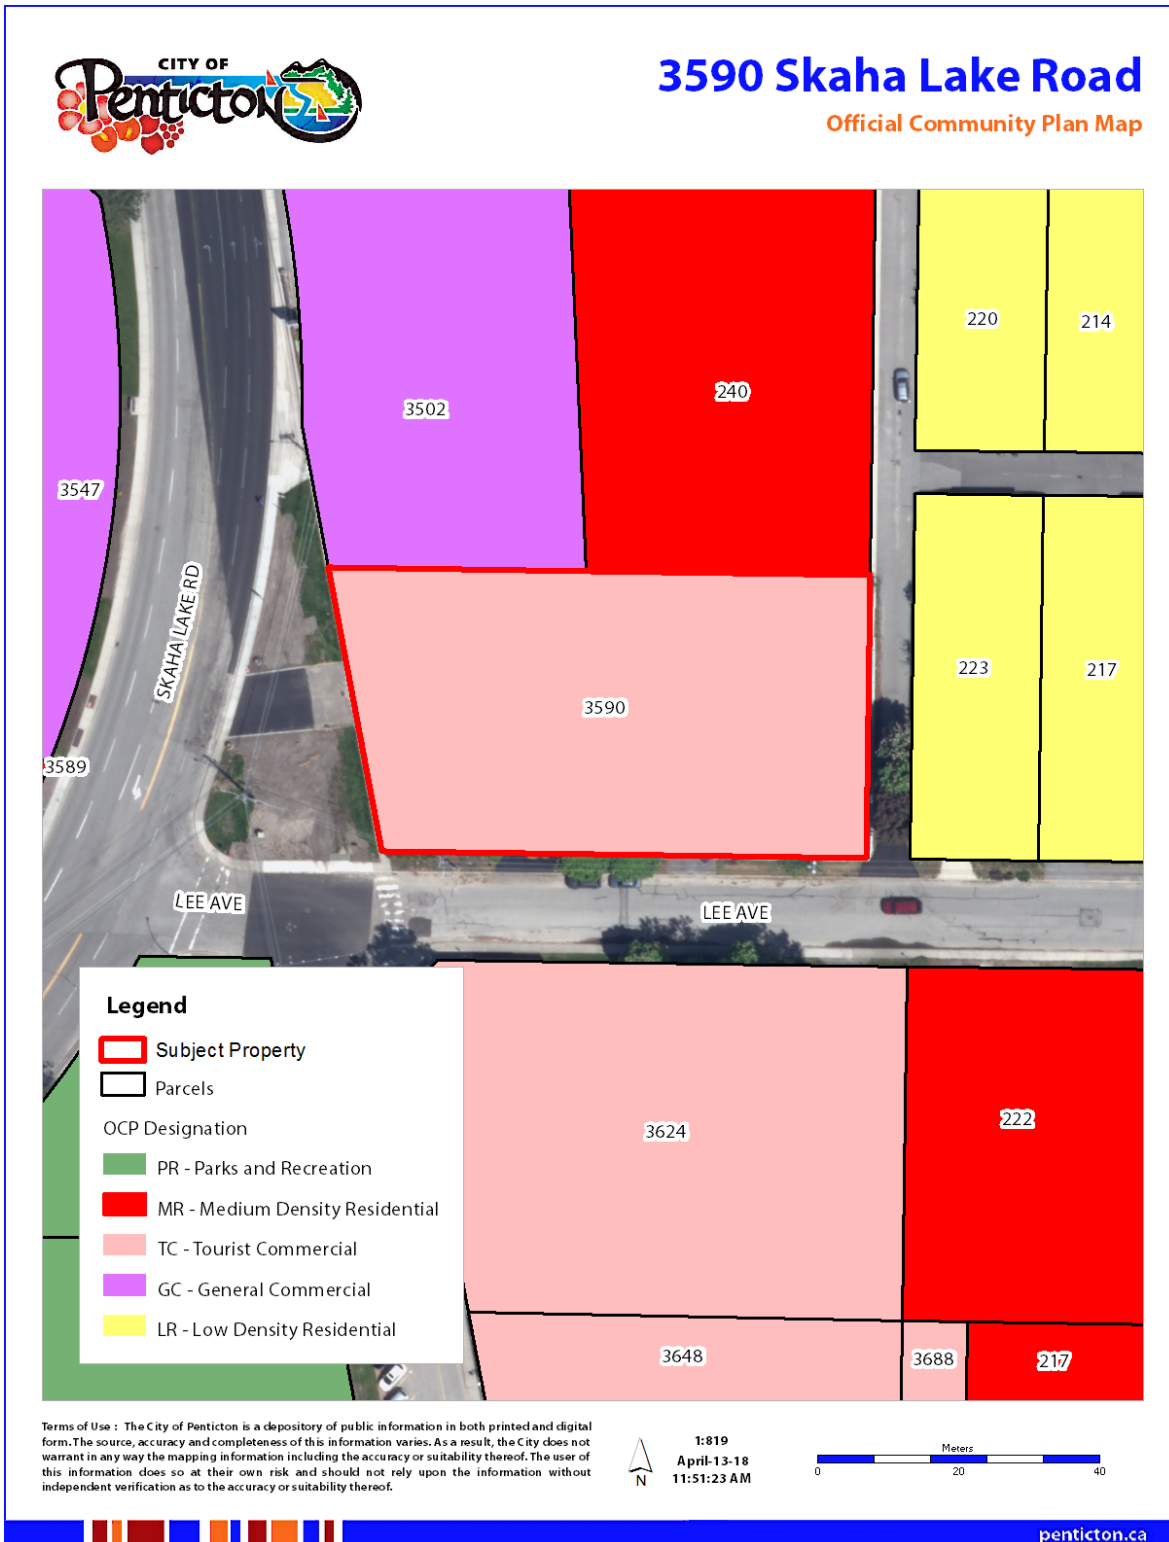 CITY OF
Penticton
3590 Skaha Lake Road
Official Community Plan Map
220
214
240
3502
3547
SKAHA LAKE RD
223
217
3590
3589
LEE AVE
LEE AVE
Legend
Subject Property
Parcels
OCP Designation
PR - Parks and Recreation
MR - Medium Density Residential
TC - Tourist Commercial
GC - General Commercial
LR - Low Density Residential
3624
222
3648
3688
217
Terms of Use : The City of Penticton is a depository of public information in both printed and digital
form. The source, accuracy and completeness of this information varies. As a result, the City does not
warrant in any way the mapping information including the accuracy or suitability thereof. The user of
this information does so at their own risk and should not rely upon the information without
independent verification as to the accuracy or suitability thereof.
N
1:819
April-13-18
11:51:23 AM
Meters
0 20 40
penticton.ca